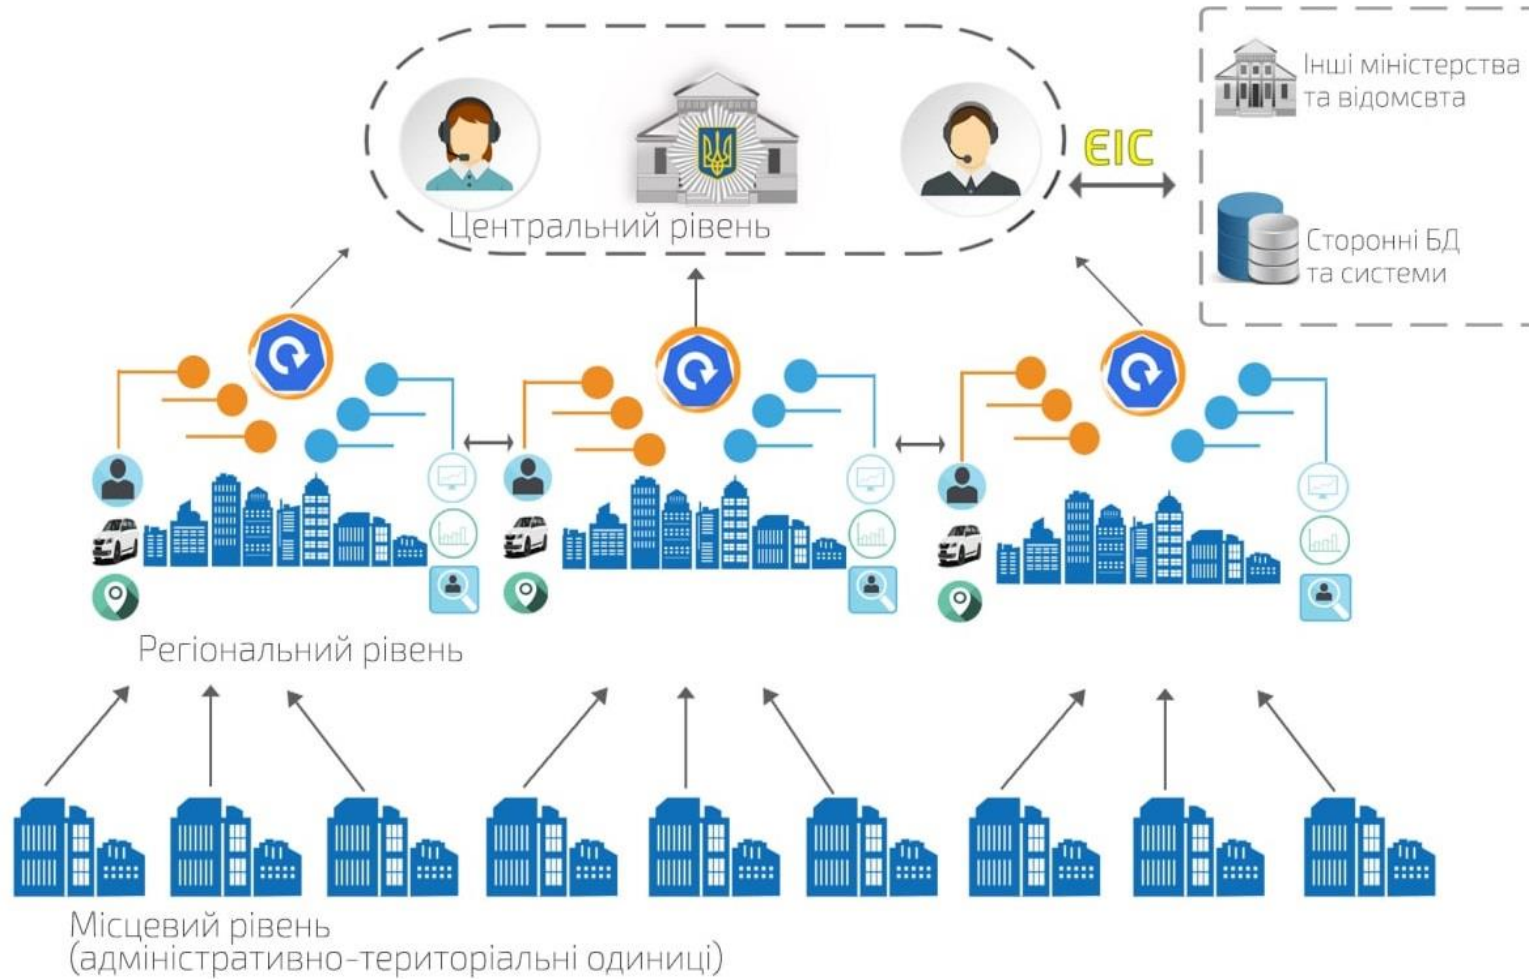 Інші міністерства
та відомсвта
ЄІС
Центральний рівень
Сторонні БД
та системи
Регіональний рівень
Місцевий рівень
(адміністративно-територіальні одиниці)